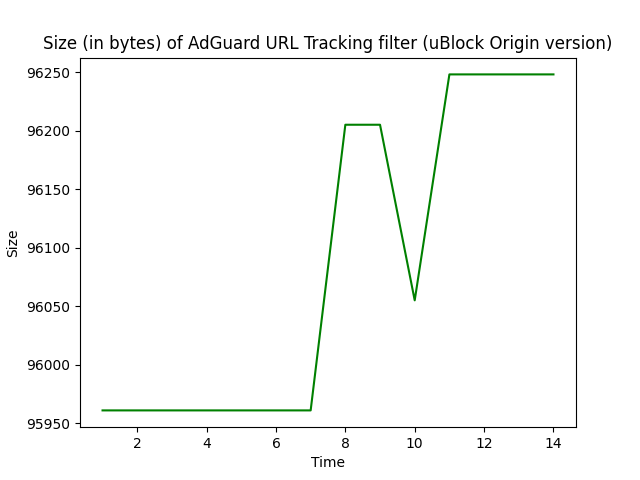 Size (in bytes) of AdGuard URL Tracking filter (uBlock Origin version)
96250
96200
96150
96100
96050
96000
95950
Size
2 4 6 8 10 12 14
Time